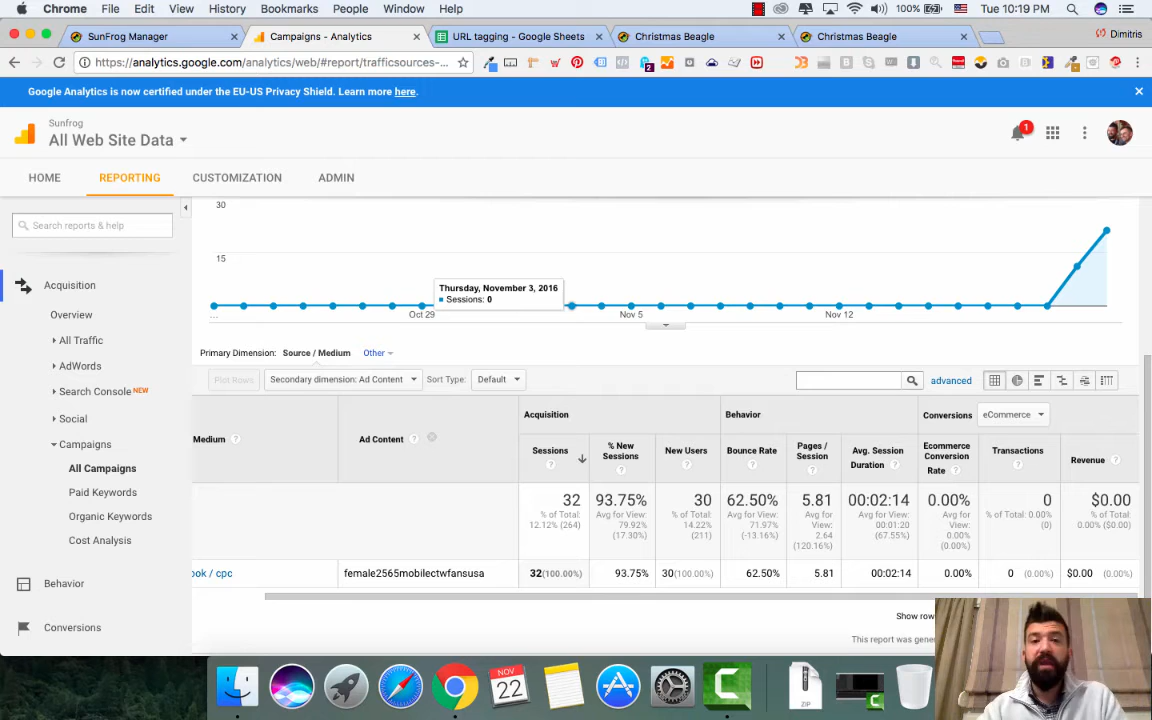 Chrome File Edit View History Bookmarks People Window Help 100% Tue 10:19 PM
SunFrog Manager × Campaigns - Analytics × URL tagging - Google Sheets × Christmas Beagle × Christmas Beagle × Dimitris
https://analytics.google.com/analytics/web/#report/trafficsources-...
Google Analytics is now certified under the EU-US Privacy Shield. Learn more here.
Sunfrog
All Web Site Data
1
HOME REPORTING CUSTOMIZATION ADMIN
Search reports & help
Acquisition
Overview
All Traffic
AdWords
Search Console NEW
Social
Campaigns
All Campaigns
Paid Keywords
Organic Keywords
Cost Analysis
Behavior
Conversions
30
15
Thursday, November 3, 2016
Sessions: 0
... Oct 29 Nov 5 Nov 12
Primary Dimension: Source / Medium Other
Plot Rows Secondary dimension: Ad Content Sort Type: Default advanced
Medium ? Ad Content ?
Acquisition Behavior Conversions eCommerce
Sessions ? % New Sessions ? New Users ? Bounce Rate ? Pages / Session ? Avg. Session Duration ? Ecommerce Conversion Rate ? Transactions ? Revenue ?
32 93.75% 30 62.50% 5.81 00:02:14 0.00% 0 $0.00
% of Total: 12.12% (264) Avg for View: 79.92% (17.30%) % of Total: 14.22% (211) Avg for View: 71.97% (-13.16%) Avg for View: 2.64 (120.16%) Avg for View: 00:01:20 (67.55%) Avg for View: 0.00% (0.00%) % of Total: 0.00% (0) % of Total: 0.00% ($0.00)
ook / cpc female2565mobilectwfansusa 32(100.00%) 93.75% 30(100.00%) 62.50% 5.81 00:02:14 0.00% 0 (0.00%) $0.00 (0.00%)
Show row
This report was gener
NOV
22
ZIP